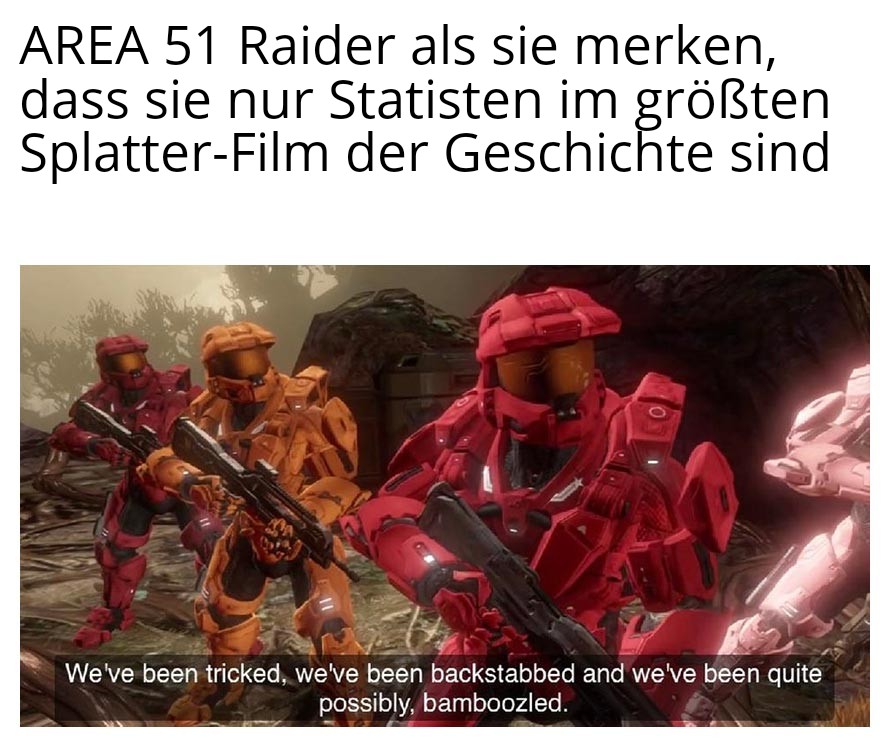 AREA 51 Raider als sie merken,
dass sie nur Statisten im größten
Splatter-Film der Geschichte sind
We've been tricked, we've been backstabbed and we've been quite
possibly, bamboozled.